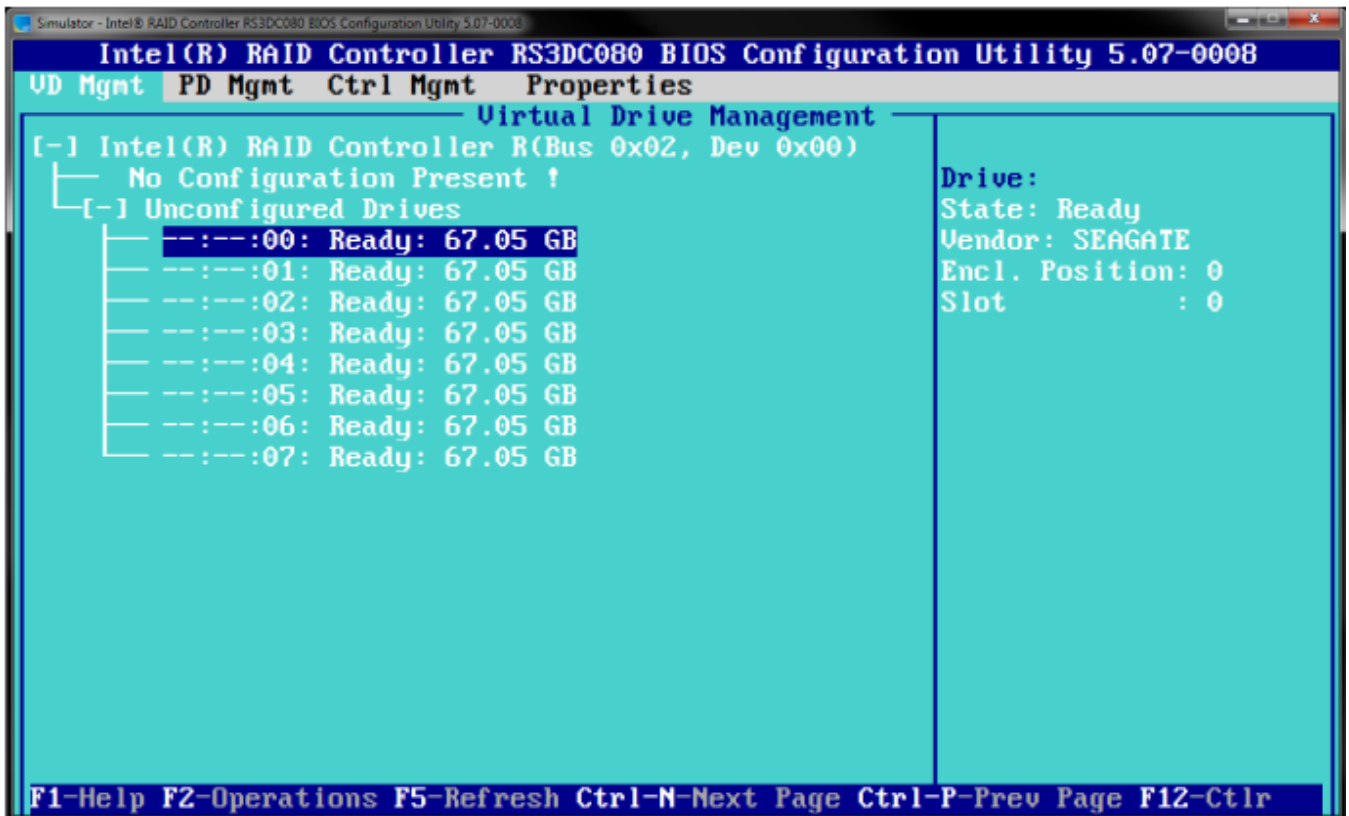 Simulator - Intel® RAID Controller RS3DC080 BIOS Configuration Utility 5.07-0008
Intel(R) RAID Controller RS3DC080 BIOS Configuration Utility 5.07-0008
VD Mgmt PD Mgmt Ctrl Mgmt Properties
Virtual Drive Management
[-] Intel(R) RAID Controller R(Bus 0x02, Dev 0x00)
No Configuration Present !
[-] Unconfigured Drives
--:--:00: Ready: 67.05 GB
--:--:01: Ready: 67.05 GB
--:--:02: Ready: 67.05 GB
--:--:03: Ready: 67.05 GB
--:--:04: Ready: 67.05 GB
--:--:05: Ready: 67.05 GB
--:--:06: Ready: 67.05 GB
--:--:07: Ready: 67.05 GB
Drive:
State: Ready
Vendor: SEAGATE
Encl. Position: 0
Slot : 0
F1-Help F2-Operations F5-Refresh Ctrl-N-Next Page Ctrl-P-Prev Page F12-Ctlr